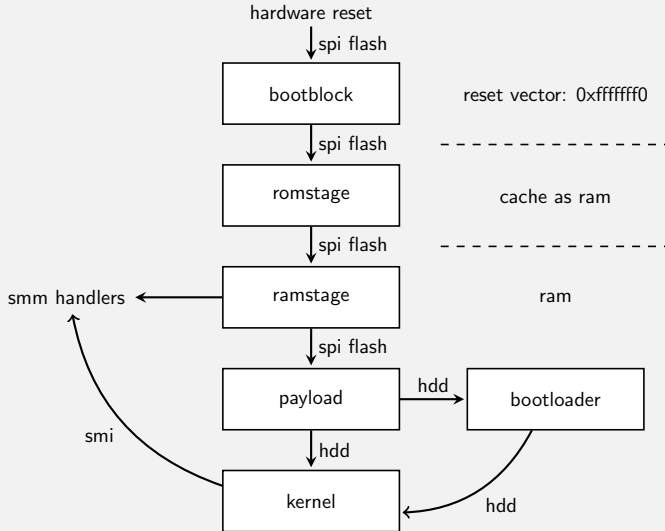 hardware reset
spi flash
bootblock
reset vector: 0xfffffff0
spi flash
romstage
cache as ram
spi flash
smm handlers
ramstage
ram
spi flash
payload
hdd
bootloader
smi
hdd
kernel
hdd